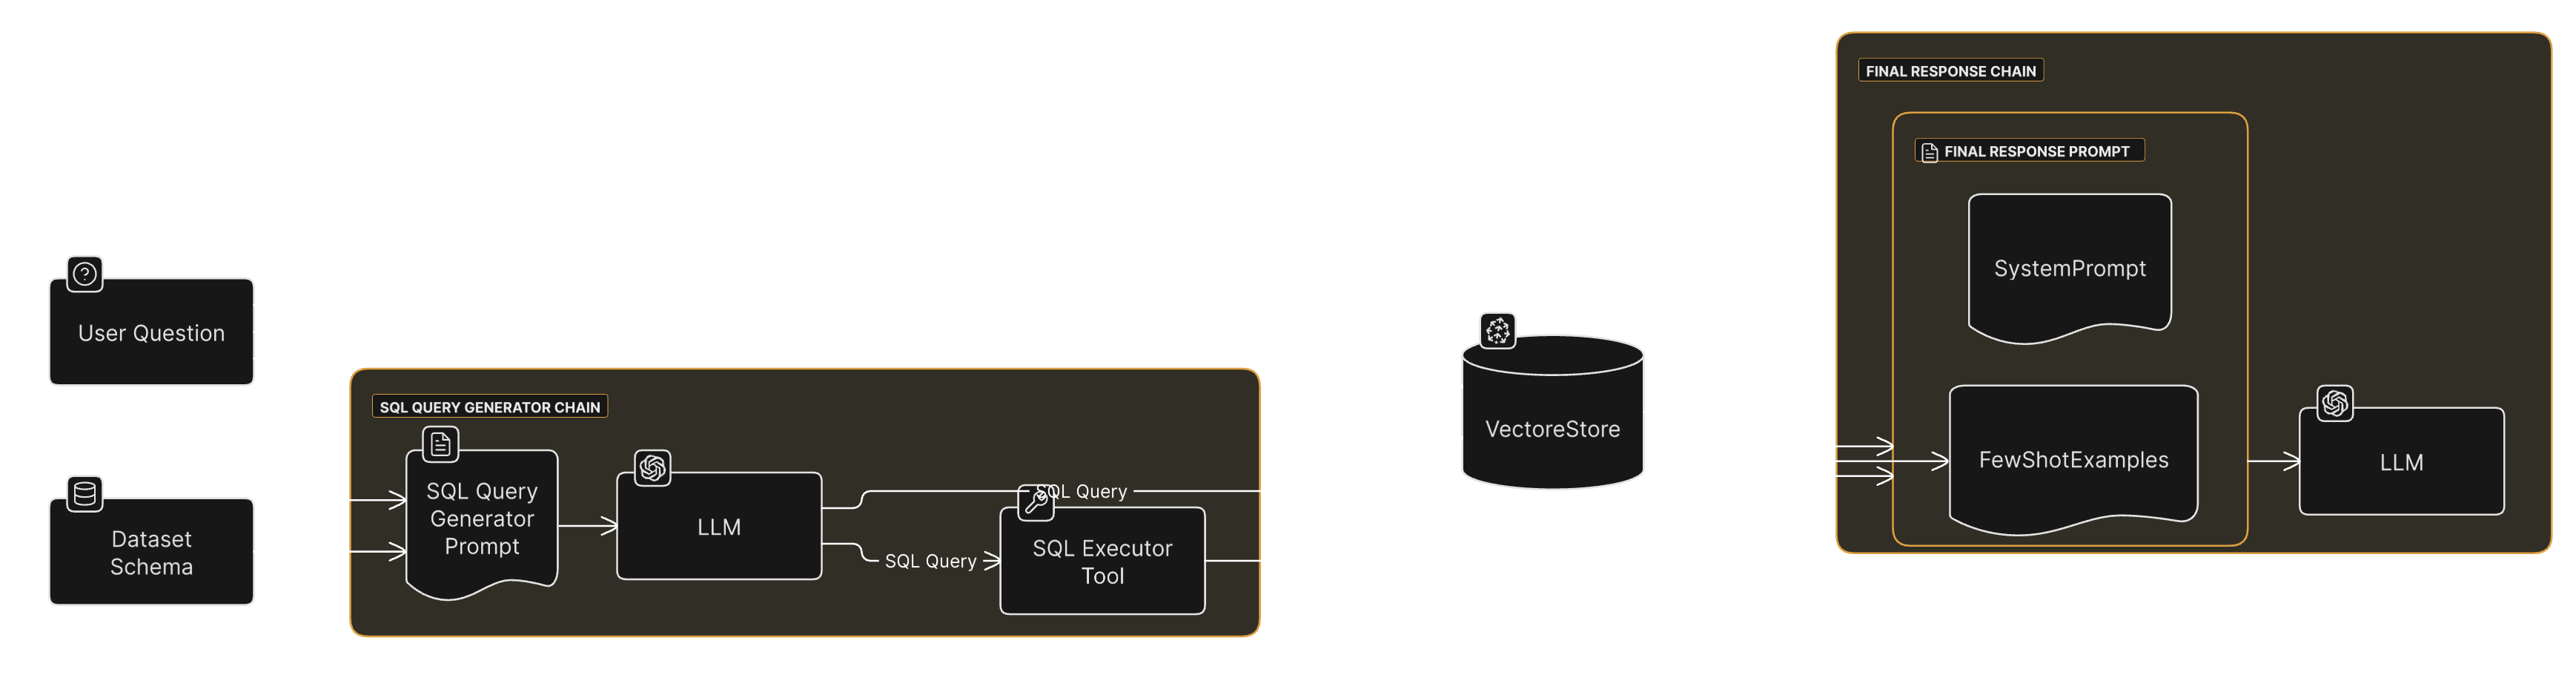 User Question
Dataset
Schema
SQL QUERY GENERATOR CHAIN
SQL Query
Generator
Prompt
LLM
SQL Query
SQL Query
SQL Executor
Tool
VectoreStore
FINAL RESPONSE CHAIN
FINAL RESPONSE PROMPT
SystemPrompt
FewShotExamples
LLM